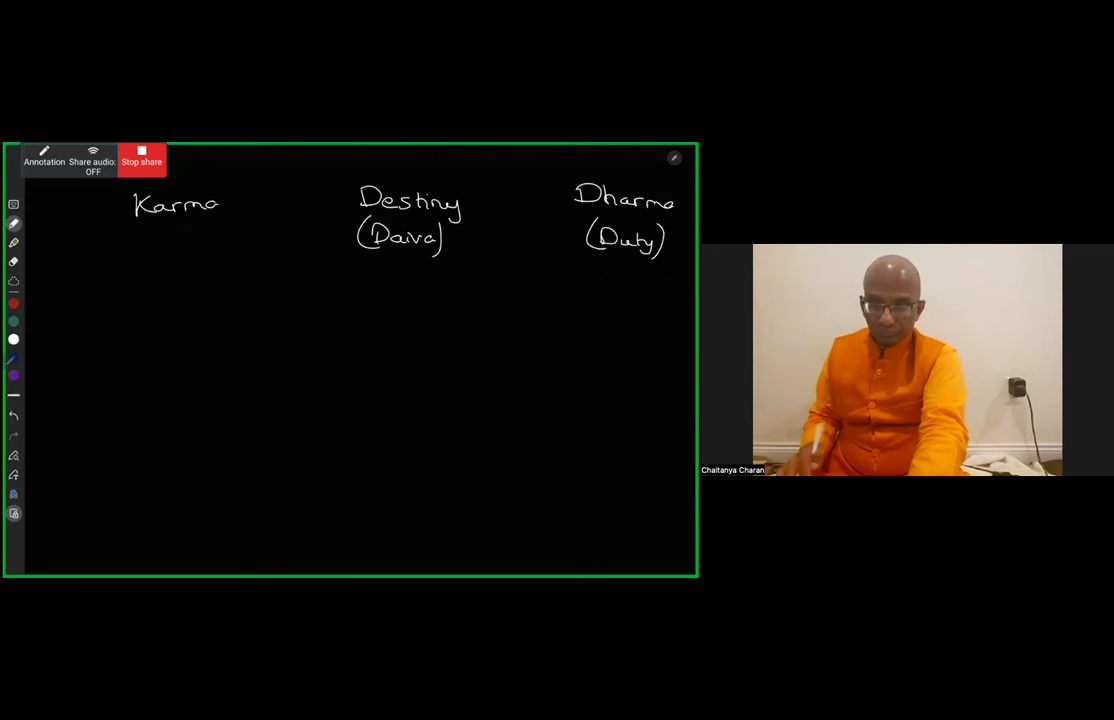 Annotation
Share audio:
OFF
Stop share
Karma
Destiny
(Daiva)
Dharma
(Duty)
Chaitanya Charan